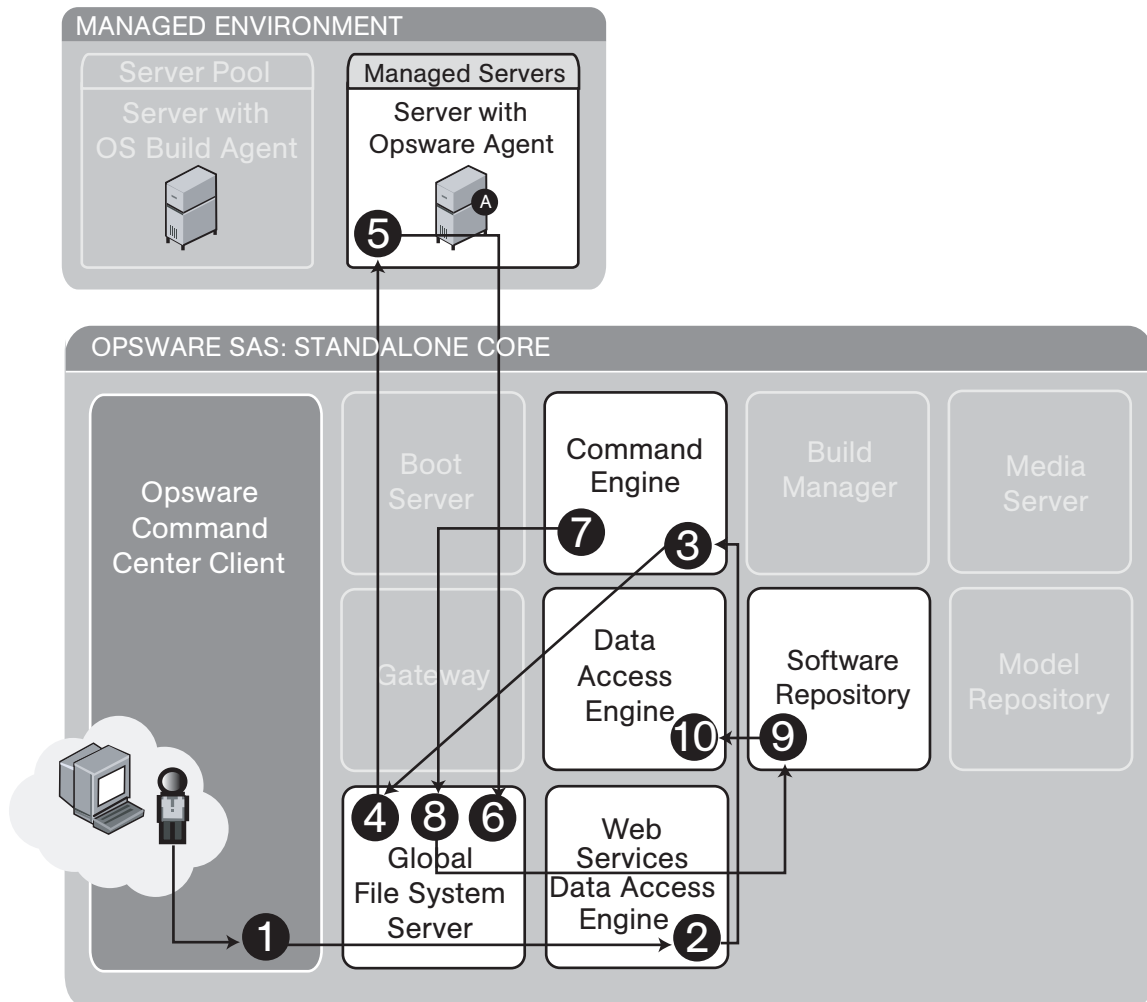 MANAGED ENVIRONMENT
Server Pool
Server with
OS Build Agent
Managed Servers
Server with
Opsware Agent
A
5
OPSWARE SAS: STANDALONE CORE
Opsware
Command
Center Client
Boot
Server
Command
Engine
7
3
Build
Manager
Media
Server
Gateway
Data
Access
Engine
10
Software
Repository
9
Model
Repository
4
8
6
Global
File System
Server
Web
Services
Data Access
Engine
2
1